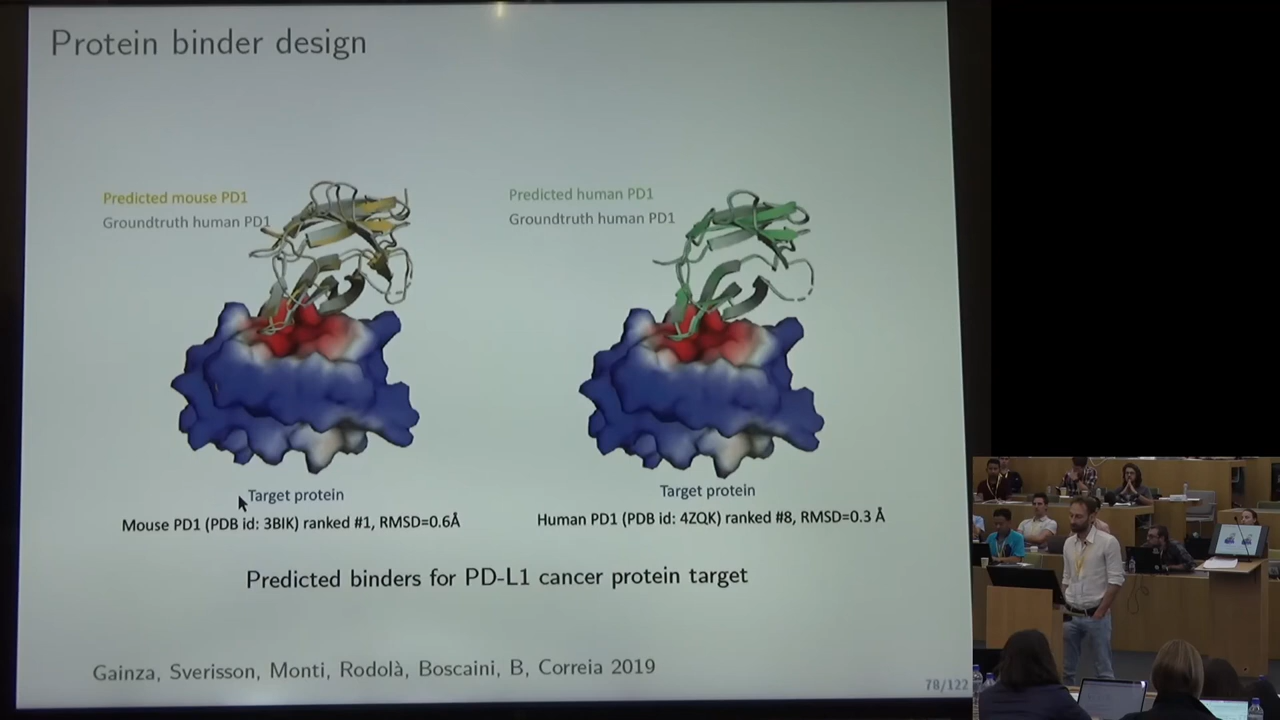 Protein binder design
Predicted mouse PD1
Groundtruth human PD1
Predicted human PD1
Groundtruth human PD1
Target protein
Mouse PD1 (PDB id: 3BIK) ranked #1, RMSD=0.6Å
Target protein
Human PD1 (PDB id: 4ZQK) ranked #8, RMSD=0.3 Å
Predicted binders for PD-L1 cancer protein target
Gainza, Sverisson, Monti, Rodolà, Boscaini, B, Correia 2019
78/122